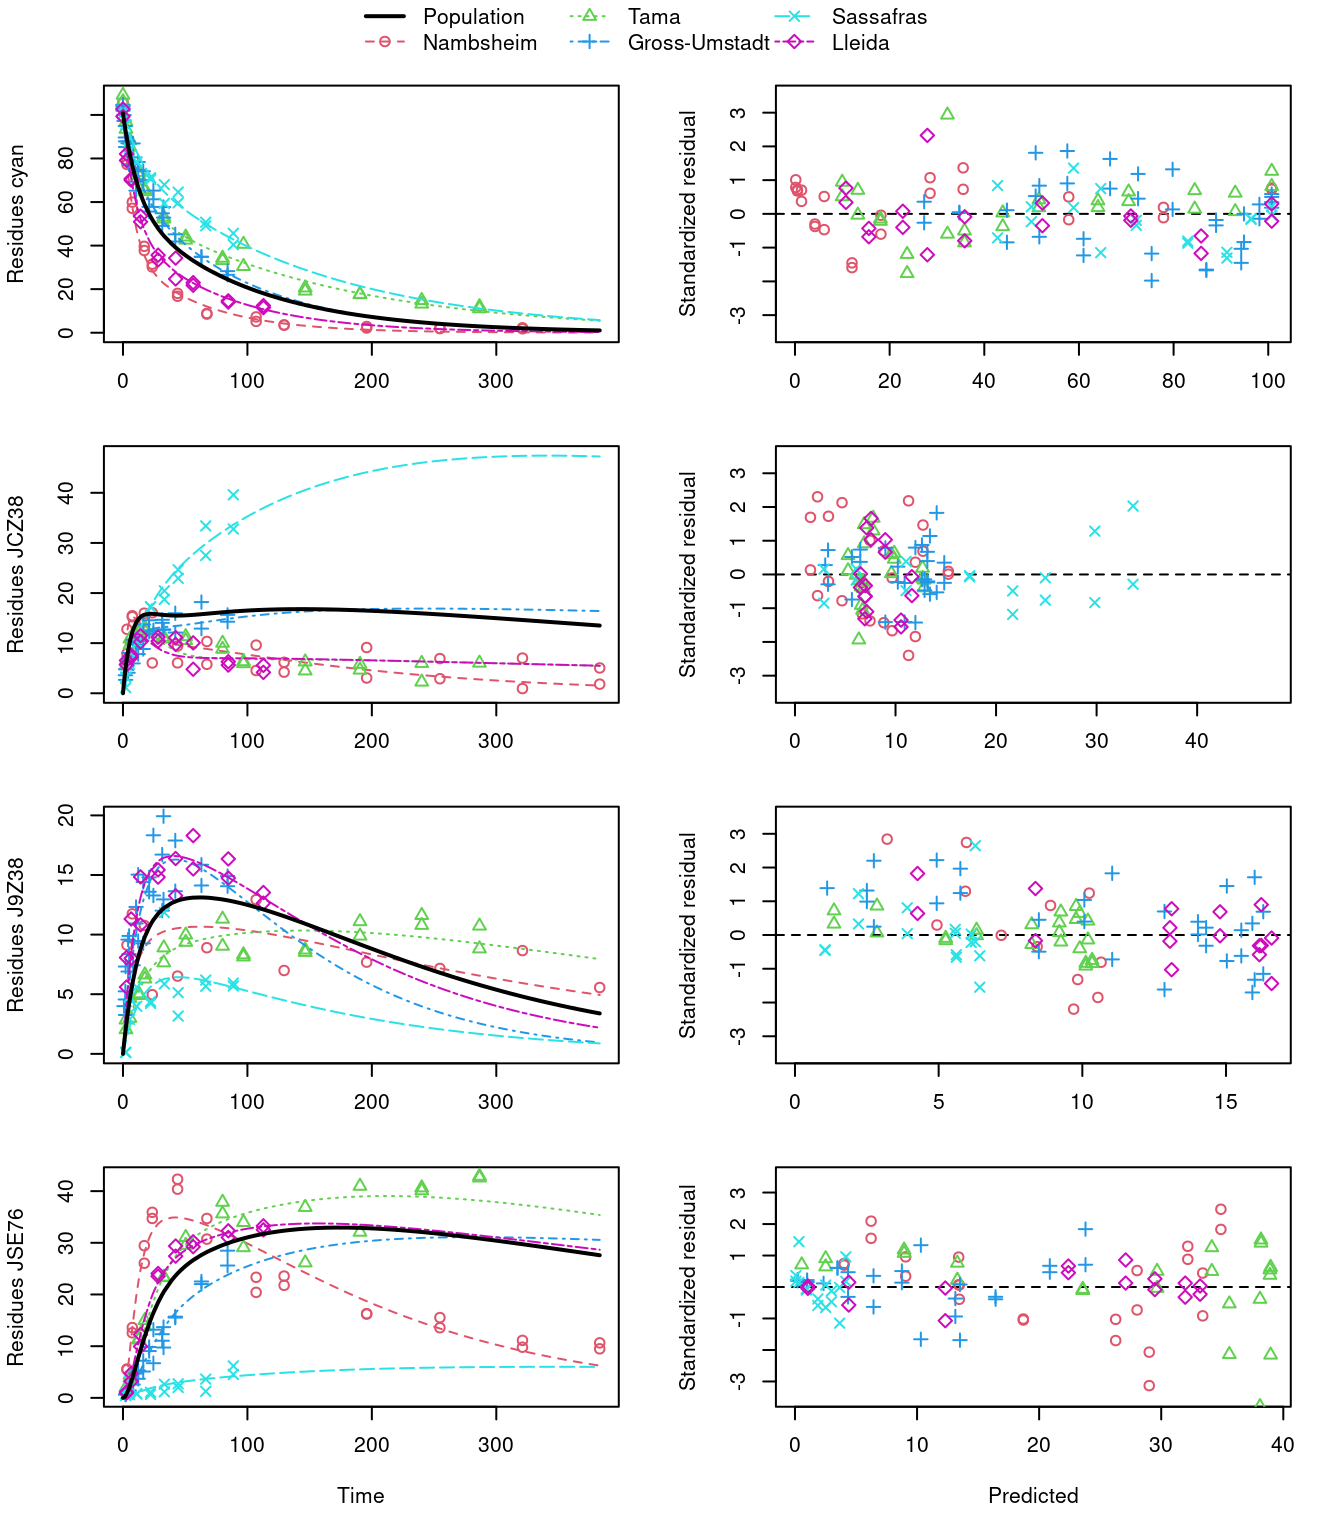 Population Tama Sassafras
Nambsheim Gross-Umstadt Lleida
Residues cyan
0 20 40 60 80
0 100 200 300
Standardized residual
-3 -1 0 1 2 3
0 20 40 60 80 100
Residues JCZ38
0 10 20 30 40
0 100 200 300
Standardized residual
-3 -1 0 1 2 3
0 10 20 30 40
Residues J9Z38
0 5 10 15 20
0 100 200 300
Standardized residual
-3 -1 0 1 2 3
0 5 10 15
Residues JSE76
0 10 20 30 40
0 100 200 300
Standardized residual
-3 -1 0 1 2 3
0 10 20 30 40
Time Predicted